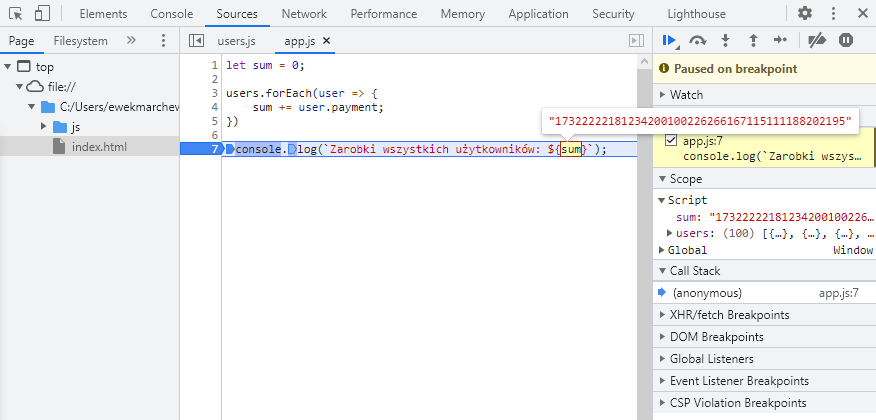 Elements Console Sources Network Performance Memory Application Security Lighthouse
Page Filesystem »
users.js app.js ×
top
file://
C:/Users/ewekmarchew
js
index.html
1 let sum = 0;
2
3 users.forEach(user => {
4 sum += user.payment;
5 })
6
7 console.log(`Zarobki wszystkich użytkowników: ${sum}`);
"17322222181234200100226266167115111188202195"
Paused on breakpoint
Watch
app.js:7
console.log(`Zarobki wszys…
Scope
Script
sum: "17322222181234200100226…
users: (100) [{…}, {…}, {…}, …
Global Window
Call Stack
(anonymous) app.js:7
XHR/fetch Breakpoints
DOM Breakpoints
Global Listeners
Event Listener Breakpoints
CSP Violation Breakpoints